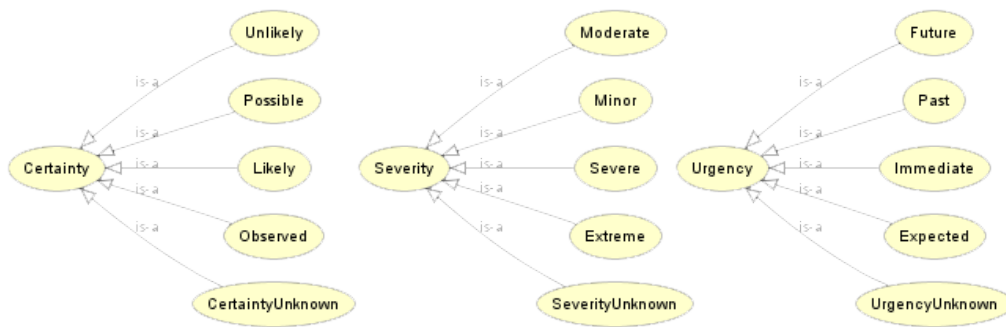 Unlikely
is-a
Possible
is-a
Certainty
is-a
Likely
is-a
Observed
is-a
CertaintyUnknown
Moderate
is-a
Minor
is-a
Severity
is-a
Severe
is-a
Extreme
is-a
SeverityUnknown
Future
is-a
Past
is-a
Urgency
is-a
Immediate
is-a
Expected
is-a
UrgencyUnknown